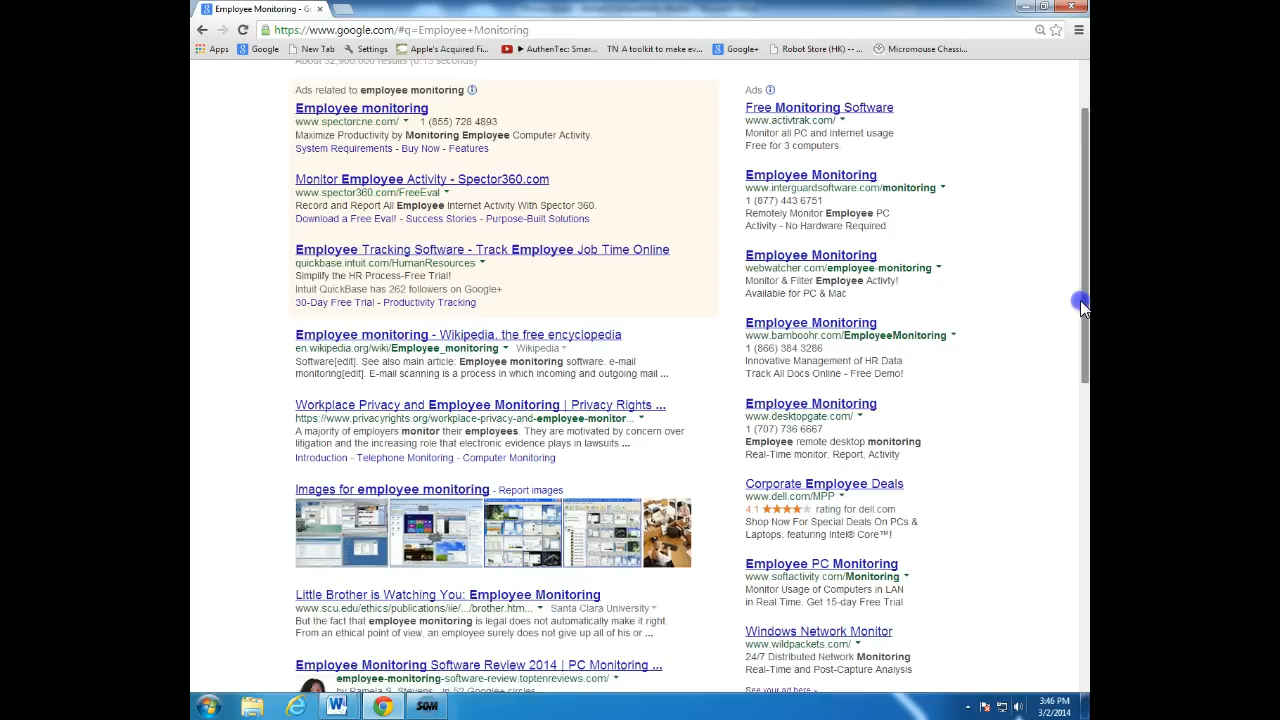 Employee Monitoring - G
https://www.google.com/#q=Employee+Monitoring
Apps Google New Tab Settings Apple's Acquired Fi... ▶ AuthenTec: Smar... TN A toolkit to make ev... Google+ Robot Store (HK) -- ... Micromouse Chassi...
About 32,900,000 results (0.13 seconds)
Ads related to employee monitoring
Employee monitoring
www.spectorcne.com/ 1 (855) 728 4893
Maximize Productivity by Monitoring Employee Computer Activity.
System Requirements - Buy Now - Features
Monitor Employee Activity - Spector360.com
www.spector360.com/FreeEval
Record and Report All Employee Internet Activity With Spector 360.
Download a Free Eval! - Success Stories - Purpose-Built Solutions
Employee Tracking Software - Track Employee Job Time Online
quickbase.intuit.com/HumanResources
Simplify the HR Process-Free Trial!
Intuit QuickBase has 262 followers on Google+
30-Day Free Trial - Productivity Tracking
Employee monitoring - Wikipedia, the free encyclopedia
en.wikipedia.org/wiki/Employee_monitoring Wikipedia
Software[edit]. See also main article: Employee monitoring software. e-mail
monitoring[edit]. E-mail scanning is a process in which incoming and outgoing mail ...
Workplace Privacy and Employee Monitoring | Privacy Rights ...
https://www.privacyrights.org/workplace-privacy-and-employee-monitor...
A majority of employers monitor their employees. They are motivated by concern over
litigation and the increasing role that electronic evidence plays in lawsuits ...
Introduction - Telephone Monitoring - Computer Monitoring
Images for employee monitoring - Report images
Little Brother is Watching You: Employee Monitoring
www.scu.edu/ethics/publications/iie/.../brother.htm... Santa Clara University
But the fact that employee monitoring is legal does not automatically make it right.
From an ethical point of view, an employee surely does not give up all of his or ...
Employee Monitoring Software Review 2014 | PC Monitoring ...
employee-monitoring-software-review.toptenreviews.com/
by Pamela S. Stevens - in 52 Google+ circles
Ads
Free Monitoring Software
www.activtrak.com/
Monitor all PC and Internet usage
Free for 3 computers.
Employee Monitoring
www.interguardsoftware.com/monitoring
1 (877) 443 6751
Remotely Monitor Employee PC
Activity - No Hardware Required
Employee Monitoring
webwatcher.com/employee-monitoring
Monitor & Filter Employee Activty!
Available for PC & Mac
Employee Monitoring
www.bamboohr.com/EmployeeMonitoring
1 (866) 384 3286
Innovative Management of HR Data
Track All Docs Online - Free Demo!
Employee Monitoring
www.desktopgate.com/
1 (707) 736 6667
Employee remote desktop monitoring
Real-Time monitor, Report, Activity
Corporate Employee Deals
www.dell.com/MPP
4.1 ★★★★★ rating for dell.com
Shop Now For Special Deals On PCs &
Laptops, featuring Intel® Core™!
Employee PC Monitoring
www.softactivity.com/Monitoring
Monitor Usage of Computers in LAN
in Real Time. Get 15-day Free Trial
Windows Network Monitor
www.wildpackets.com/
24/7 Distributed Network Monitoring
Real-Time and Post-Capture Analysis
See your ad here »
SOM
3:46 PM
3/2/2014